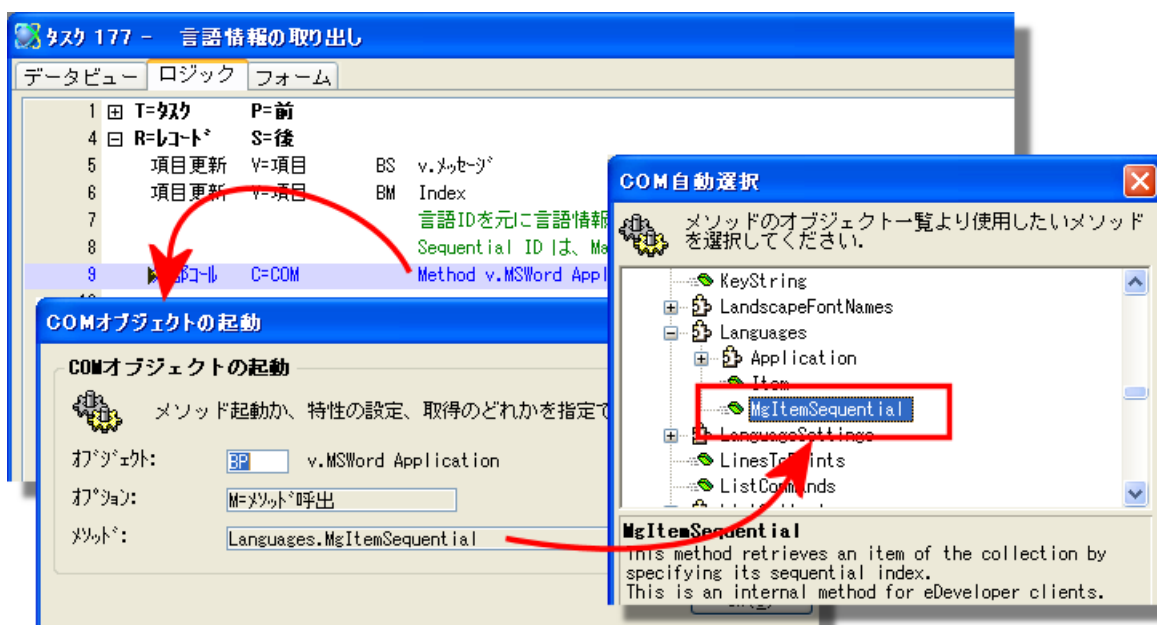 タスク 177 - 言語情報の取り出し
データビュー ロジック フォーム
1 T=タスク P=前
4 R=レコード S=後
5 項目更新 V=項目 BS v.メッセージ
6 項目更新 V=項目 BM Index
7 言語IDを元に言語情報
8 Sequential ID は、Ma
9 コール C=COM Method v.MSWord Appl
COMオブジェクトの起動
COMオブジェクトの起動
メソッド起動か、特性の設定、取得のどれかを指定て
オブジェクト: BP v.MSWord Application
オプション: M=メソッド呼出
メソッド: Languages.MgItemSequential
COM自動選択
メソッドのオブジェクト一覧より使用したいメソッド
を選択してください.
KeyString
LandscapeFontNames
Languages
Application
Item
MgItemSequential
LanguageSettings
LinesToPoints
ListCommands
MgItemSequential
This method retrieves an item of the collection by
specifying its sequential index.
This is an internal method for eDeveloper clients.